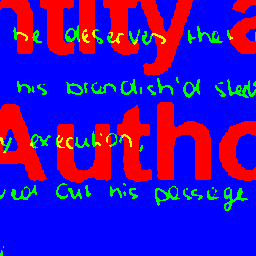 ntity a
he deserves that
his brandish'd steel
Autho
y execution,
ved out his passage